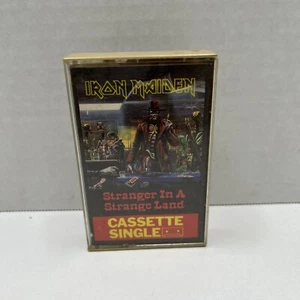 IRON MAIDEN
Stranger In A
Strange Land
CASSETTE
SINGLE